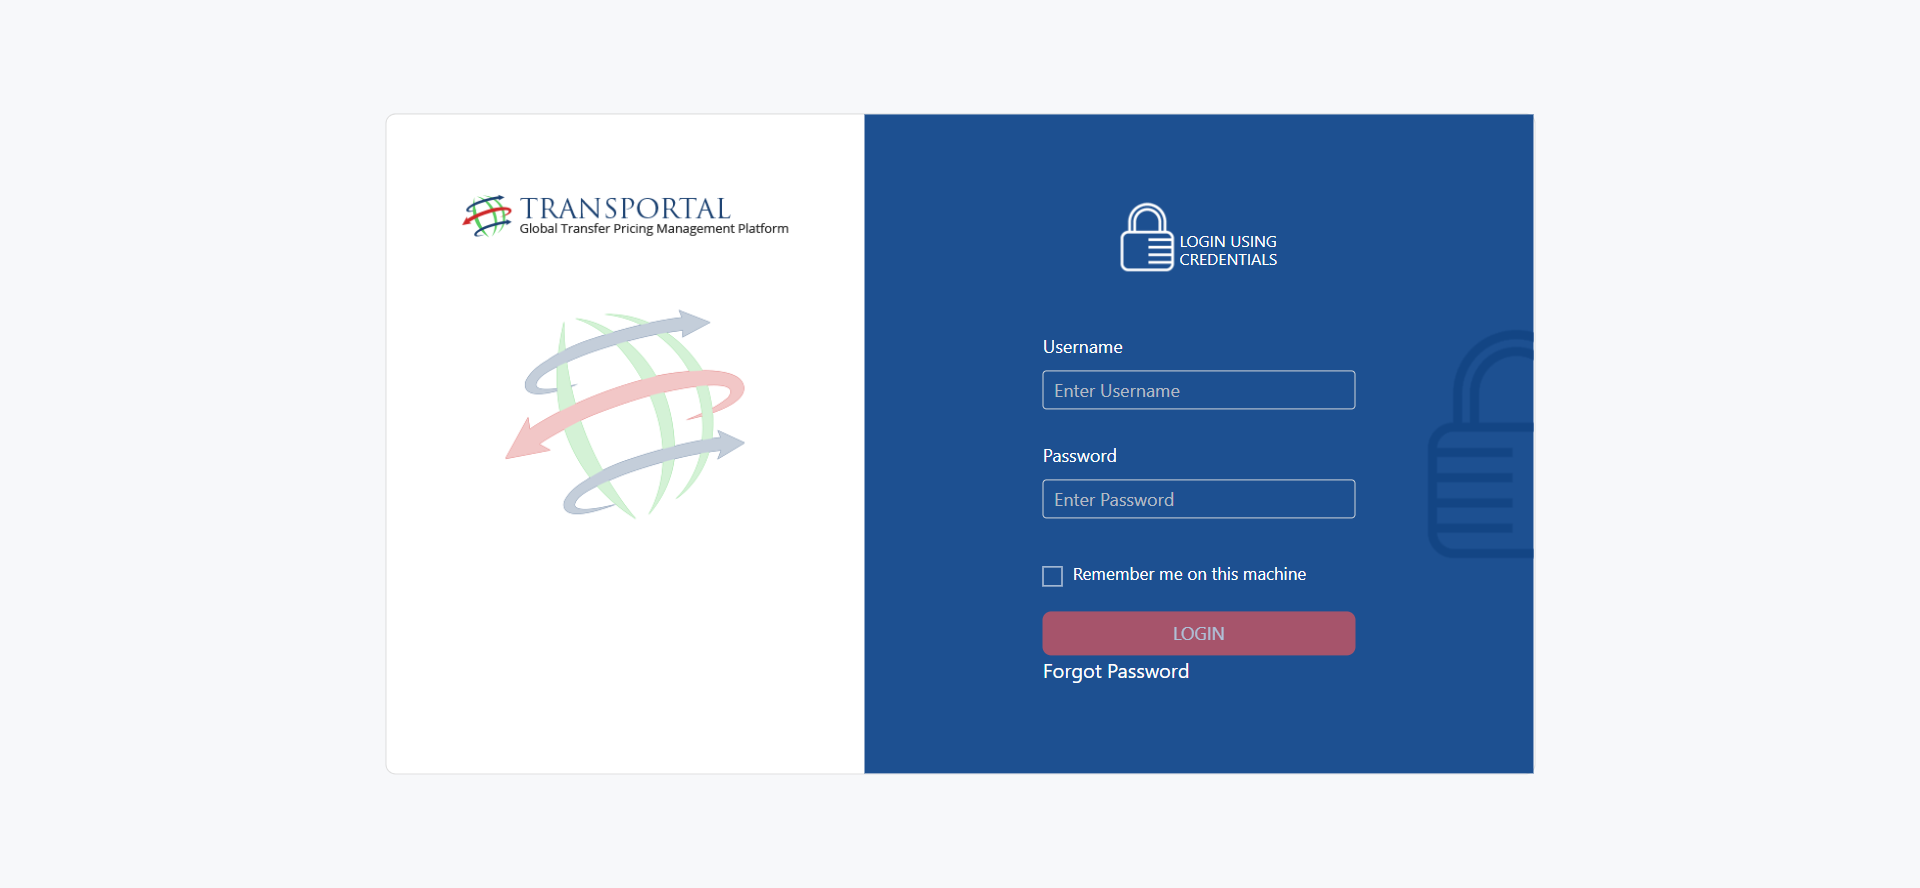 TRANSPORTAL
Global Transfer Pricing Management Platform
LOGIN USING
CREDENTIALS
Username
Enter Username
Password
Enter Password
Remember me on this machine
LOGIN
Forgot Password